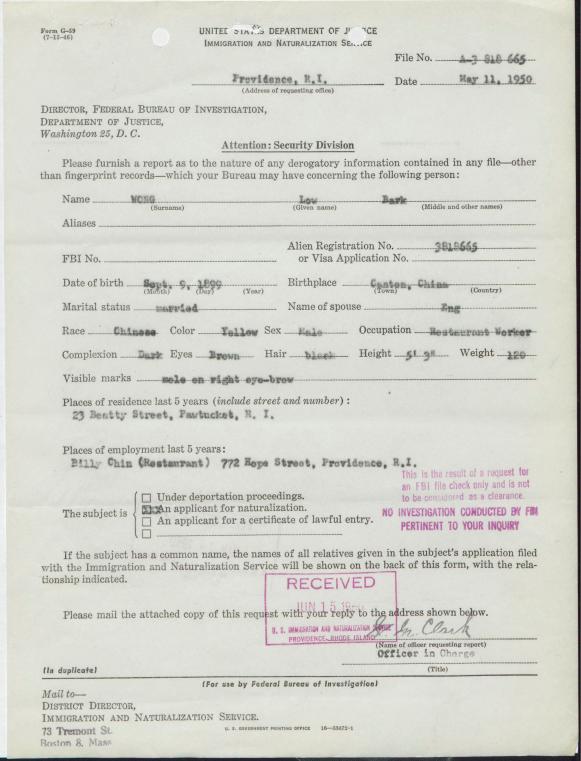 Form G-59
(7-15-46)
UNITED STATES DEPARTMENT OF JUSTICE
IMMIGRATION AND NATURALIZATION SERVICE
File No. A-3 818 665
Providence, R.I.
Date May 11, 1950
(Address of requesting office)
DIRECTOR, FEDERAL BUREAU OF INVESTIGATION,
DEPARTMENT OF JUSTICE,
Washington 25, D. C.
Attention: Security Division
Please furnish a report as to the nature of any derogatory information contained in any file—other
than fingerprint records—which your Bureau may have concerning the following person:
Name WONG Low Bark
(Surname) (Given name) (Middle and other names)
Aliases
Alien Registration No. 3818665
FBI No. or Visa Application No.
Date of birth Sept. 9, 1899 Birthplace Canton, China
(Month) (Day) (Year) (Town) (Country)
Marital status married Name of spouse Eng
Race Chinese Color Yellow Sex Male Occupation Restaurant Worker
Complexion Dark Eyes Brown Hair black Height 5' 3" Weight 120
Visible marks mole on right eye-brow
Places of residence last 5 years (include street and number):
23 Beatty Street, Pawtucket, R. I.
Places of employment last 5 years:
Billy Chin (Restaurant) 772 Hope Street, Providence, R.I.
This is the result of a request for
an FBI file check only and is not
to be considered as a clearance.
NO INVESTIGATION CONDUCTED BY FBI
PERTINENT TO YOUR INQUIRY
The subject is
Under deportation proceedings.
XXX An applicant for naturalization.
An applicant for a certificate of lawful entry.
If the subject has a common name, the names of all relatives given in the subject's application filed
with the Immigration and Naturalization Service will be shown on the back of this form, with the rela-
tionship indicated.
RECEIVED
JUN 15 1950
U. S. IMMIGRATION AND NATURALIZATION SERVICE
PROVIDENCE, RHODE ISLAND
Please mail the attached copy of this request with your reply to the address shown below.
Clark
(Name of officer requesting report)
Officer in Charge
(Title)
(In duplicate)
(For use by Federal Bureau of Investigation)
Mail to—
DISTRICT DIRECTOR,
IMMIGRATION AND NATURALIZATION SERVICE.
73 Tremont St.
Boston 8, Mass
U. S. GOVERNMENT PRINTING OFFICE 16—53272-1